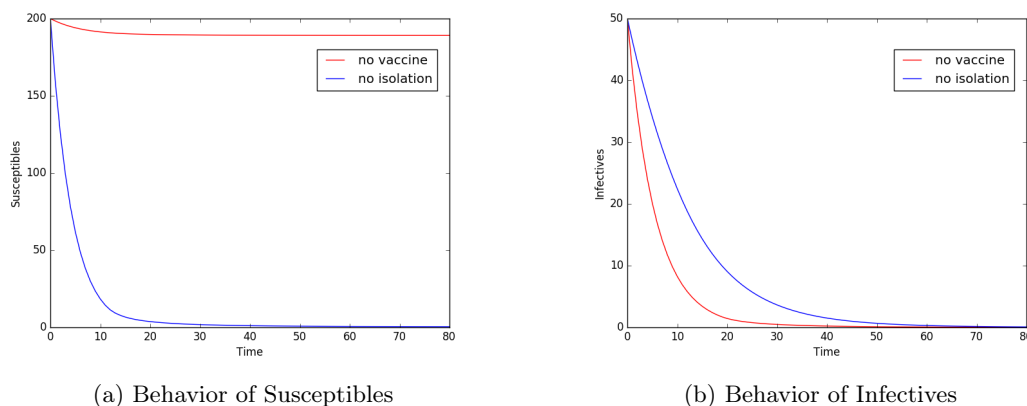 200
150
100
50
0
Susceptibles
no vaccine
no isolation
0 10 20 30 40 50 60 70 80
Time
(a) Behavior of Susceptibles
50
40
30
20
10
0
Infectives
no vaccine
no isolation
0 10 20 30 40 50 60 70 80
Time
(b) Behavior of Infectives